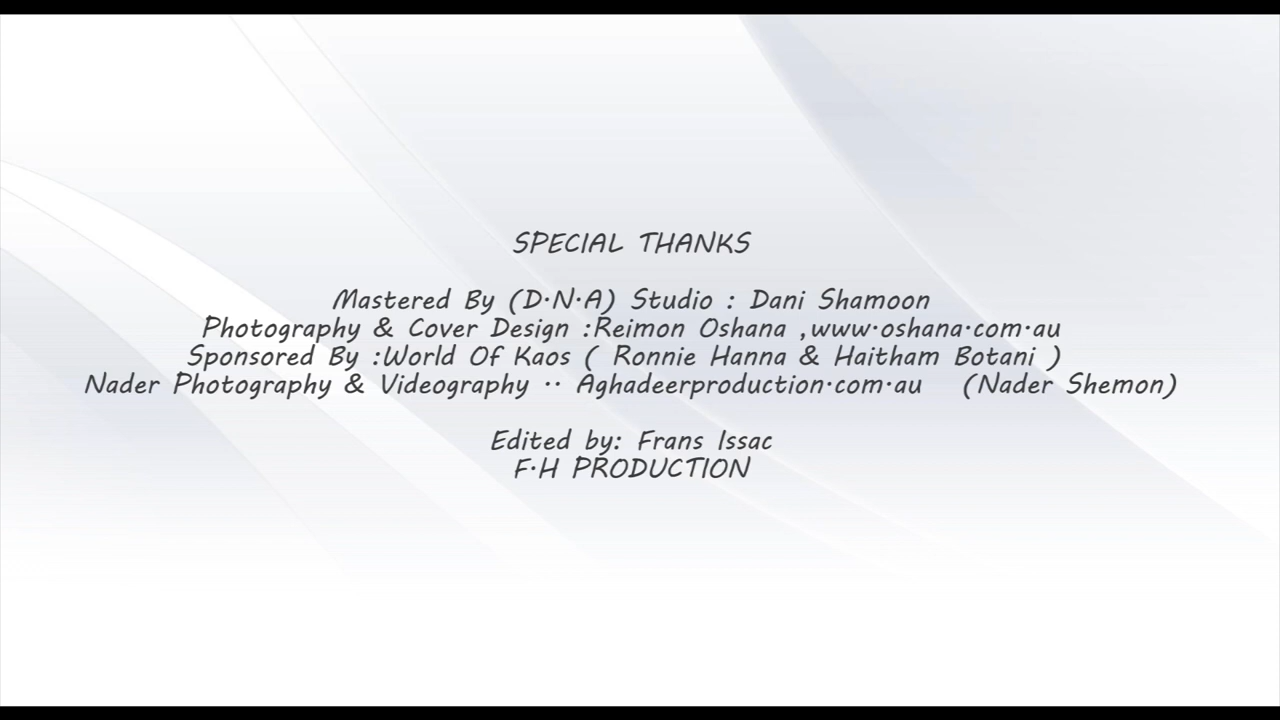 SPECIAL THANKS
Mastered By (D·N·A) Studio : Dani Shamoon
Photography & Cover Design :Reimon Oshana ,www·oshana·com·au
Sponsored By :World Of Kaos ( Ronnie Hanna & Haitham Botani )
Nader Photography & Videography ·· Aghadeerproduction·com·au (Nader Shemon)
Edited by: Frans Issac
F·H PRODUCTION